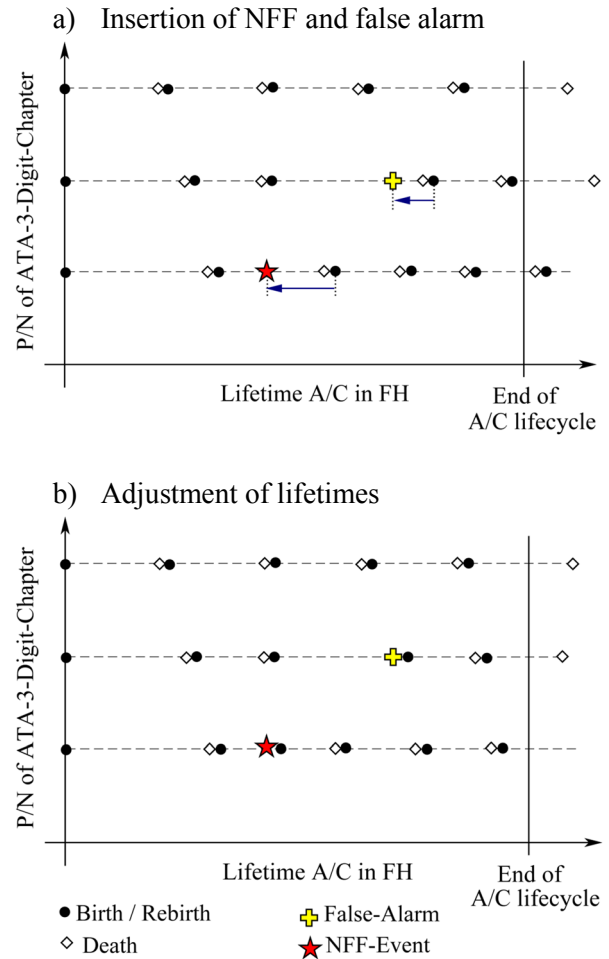 a) Insertion of NFF and false alarm
P/N of ATA-3-Digit-Chapter
Lifetime A/C in FH
End of
A/C lifecycle
b) Adjustment of lifetimes
P/N of ATA-3-Digit-Chapter
Lifetime A/C in FH
End of
A/C lifecycle
Birth / Rebirth
False-Alarm
Death
NFF-Event